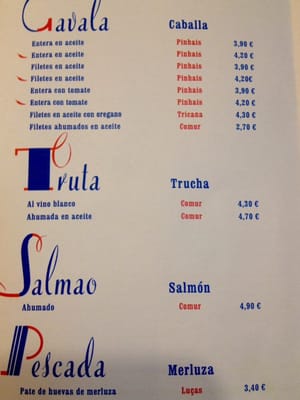 Cavala Caballa
Entera en aceite Pinhais 3,90 €
Entera en aceite Pinhais 4,20 €
Filetes en aceite Pinhais 3,90 €
Filetes en aceite Pinhais 4,20€
Entera con tomate Pinhais 3,90 €
Entera con tomate Pinhais 4,20 €
Filetes en aceite con oregano Tricana 4,30 €
Filetes ahumados en aceite Comur 2,70 €
Truta Trucha
Al vino blanco Comur 4,30 €
Ahumada en aceite Comur 4,70 €
Salmao Salmón
Ahumado Comur 4,90 €
Pescada Merluza
Pate de huevas de merluza Luças 3,40 €